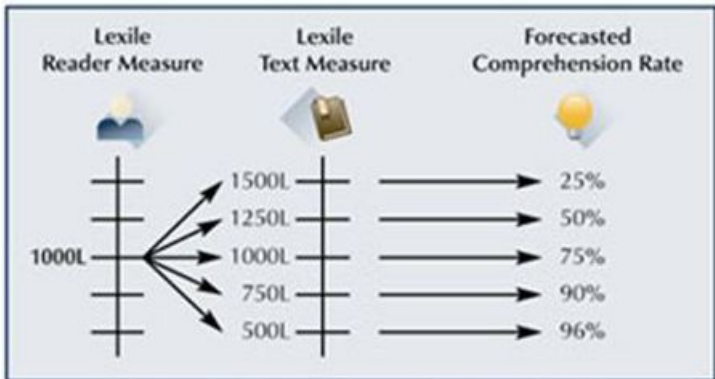 Lexile
Reader Measure
Lexile
Text Measure
Forecasted
Comprehension Rate
1500L 25%
1250L 50%
1000L 1000L 75%
750L 90%
500L 96%